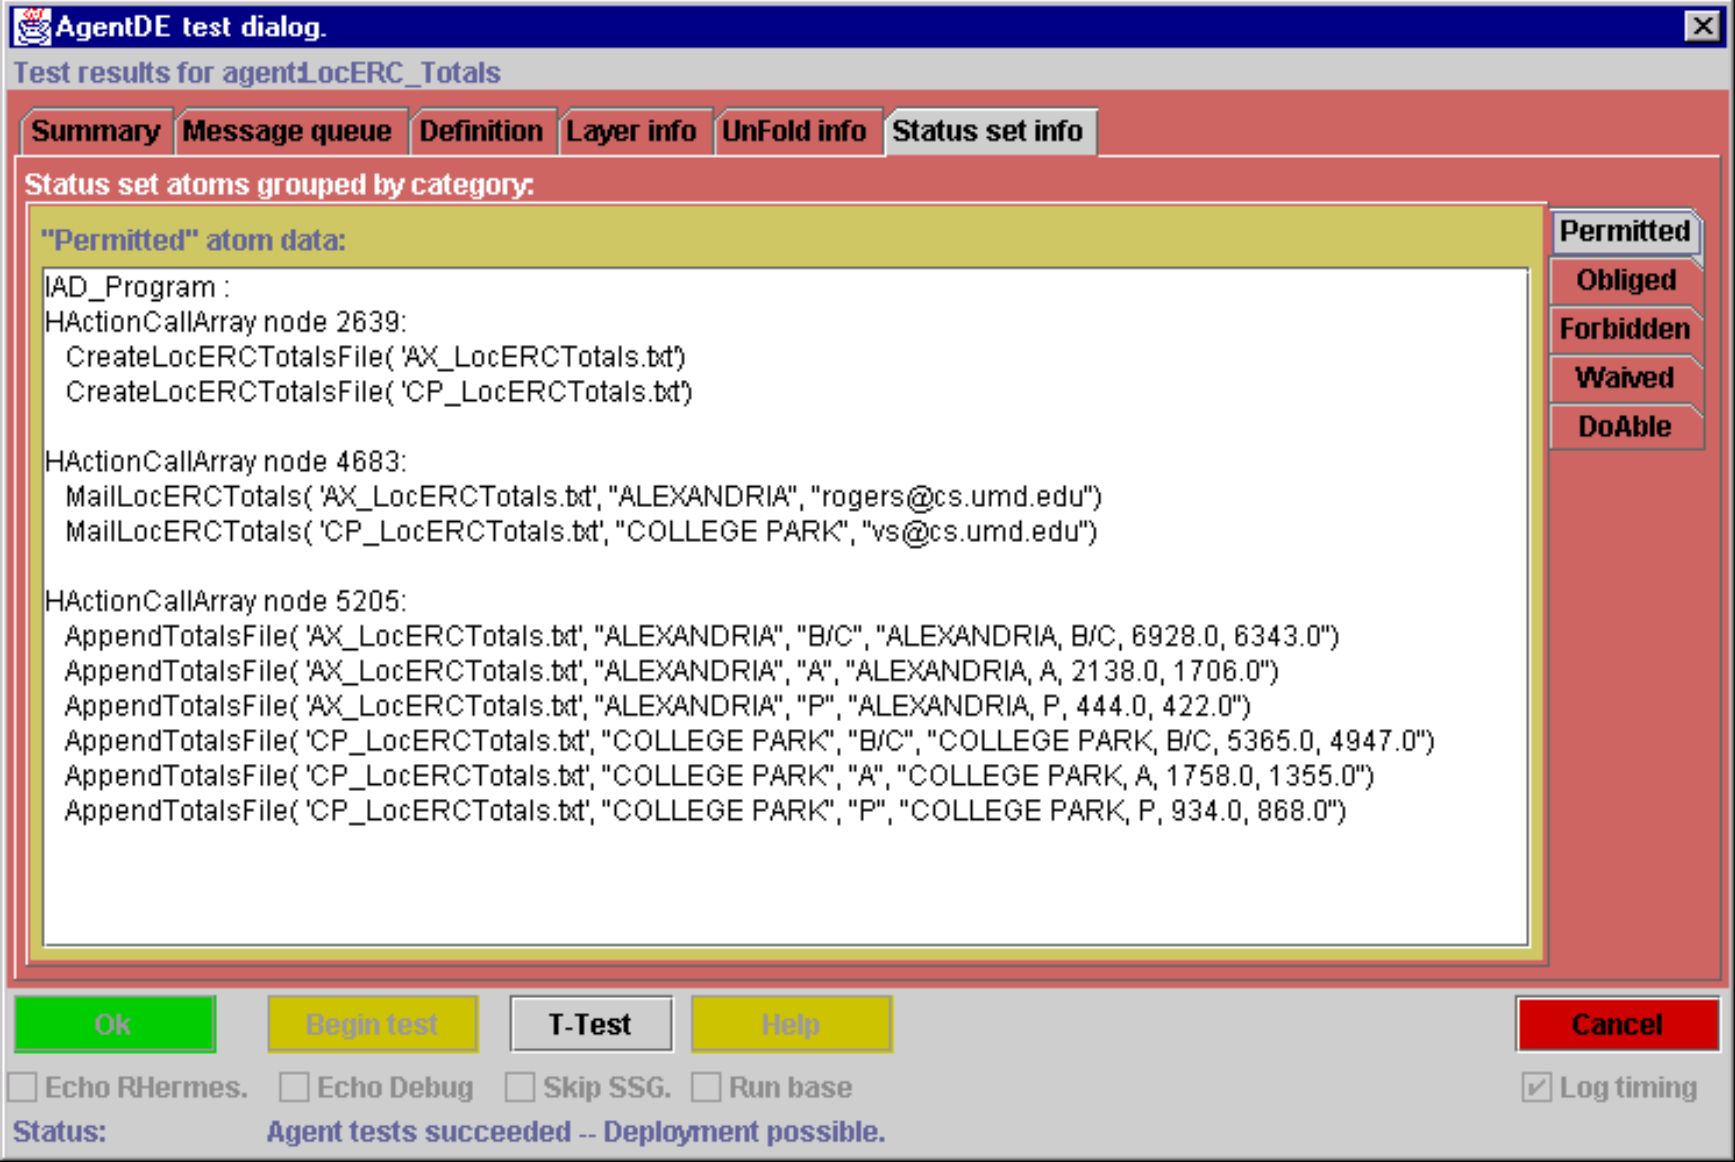 AgentDE test dialog.
Test results for agent:LocERC_Totals
Summary Message queue Definition Layer info UnFold info Status set info
Status set atoms grouped by category:
"Permitted" atom data:
IAD_Program :
HActionCallArray node 2639:
CreateLocERCTotalsFile( 'AX_LocERCTotals.txt')
CreateLocERCTotalsFile( 'CP_LocERCTotals.txt')
HActionCallArray node 4683:
MailLocERCTotals( 'AX_LocERCTotals.txt', "ALEXANDRIA", "rogers@cs.umd.edu")
MailLocERCTotals( 'CP_LocERCTotals.txt', "COLLEGE PARK", "vs@cs.umd.edu")
HActionCallArray node 5205:
AppendTotalsFile( 'AX_LocERCTotals.txt', "ALEXANDRIA", "B/C", "ALEXANDRIA, B/C, 6928.0, 6343.0")
AppendTotalsFile( 'AX_LocERCTotals.txt', "ALEXANDRIA", "A", "ALEXANDRIA, A, 2138.0, 1706.0")
AppendTotalsFile( 'AX_LocERCTotals.txt', "ALEXANDRIA", "P", "ALEXANDRIA, P, 444.0, 422.0")
AppendTotalsFile( 'CP_LocERCTotals.txt', "COLLEGE PARK", "B/C", "COLLEGE PARK, B/C, 5365.0, 4947.0")
AppendTotalsFile( 'CP_LocERCTotals.txt', "COLLEGE PARK", "A", "COLLEGE PARK, A, 1758.0, 1355.0")
AppendTotalsFile( 'CP_LocERCTotals.txt', "COLLEGE PARK", "P", "COLLEGE PARK, P, 934.0, 868.0")
Permitted
Obliged
Forbidden
Waived
DoAble
Ok Begin test T-Test Help Cancel
Echo RHermes. Echo Debug Skip SSG. Run base Log timing
Status: Agent tests succeeded -- Deployment possible.